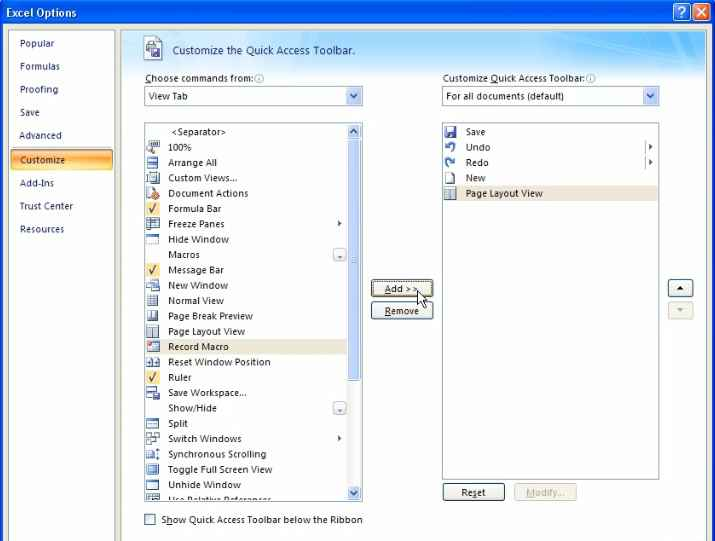 Excel Options
Popular
Formulas
Proofing
Save
Advanced
Customize
Add-Ins
Trust Center
Resources
Customize the Quick Access Toolbar.
Choose commands from:
View Tab
<Separator>
100%
Arrange All
Custom Views...
Document Actions
Formula Bar
Freeze Panes
Hide Window
Macros
Message Bar
New Window
Normal View
Page Break Preview
Page Layout View
Record Macro
Reset Window Position
Ruler
Save Workspace...
Show/Hide
Split
Switch Windows
Synchronous Scrolling
Toggle Full Screen View
Unhide Window
Use Relative References
Show Quick Access Toolbar below the Ribbon
Add >>
Remove
Customize Quick Access Toolbar:
For all documents (default)
Save
Undo
Redo
New
Page Layout View
Reset
Modify...